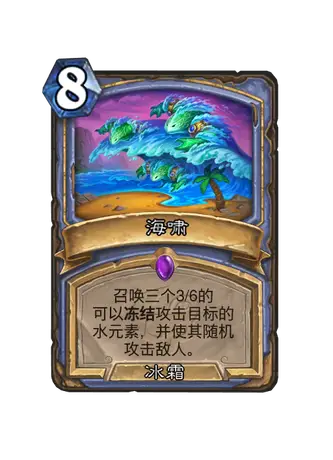 8
海啸
召唤三个3/6的
可以冻结攻击目标的
水元素，并使其随机
攻击敌人。
冰霜